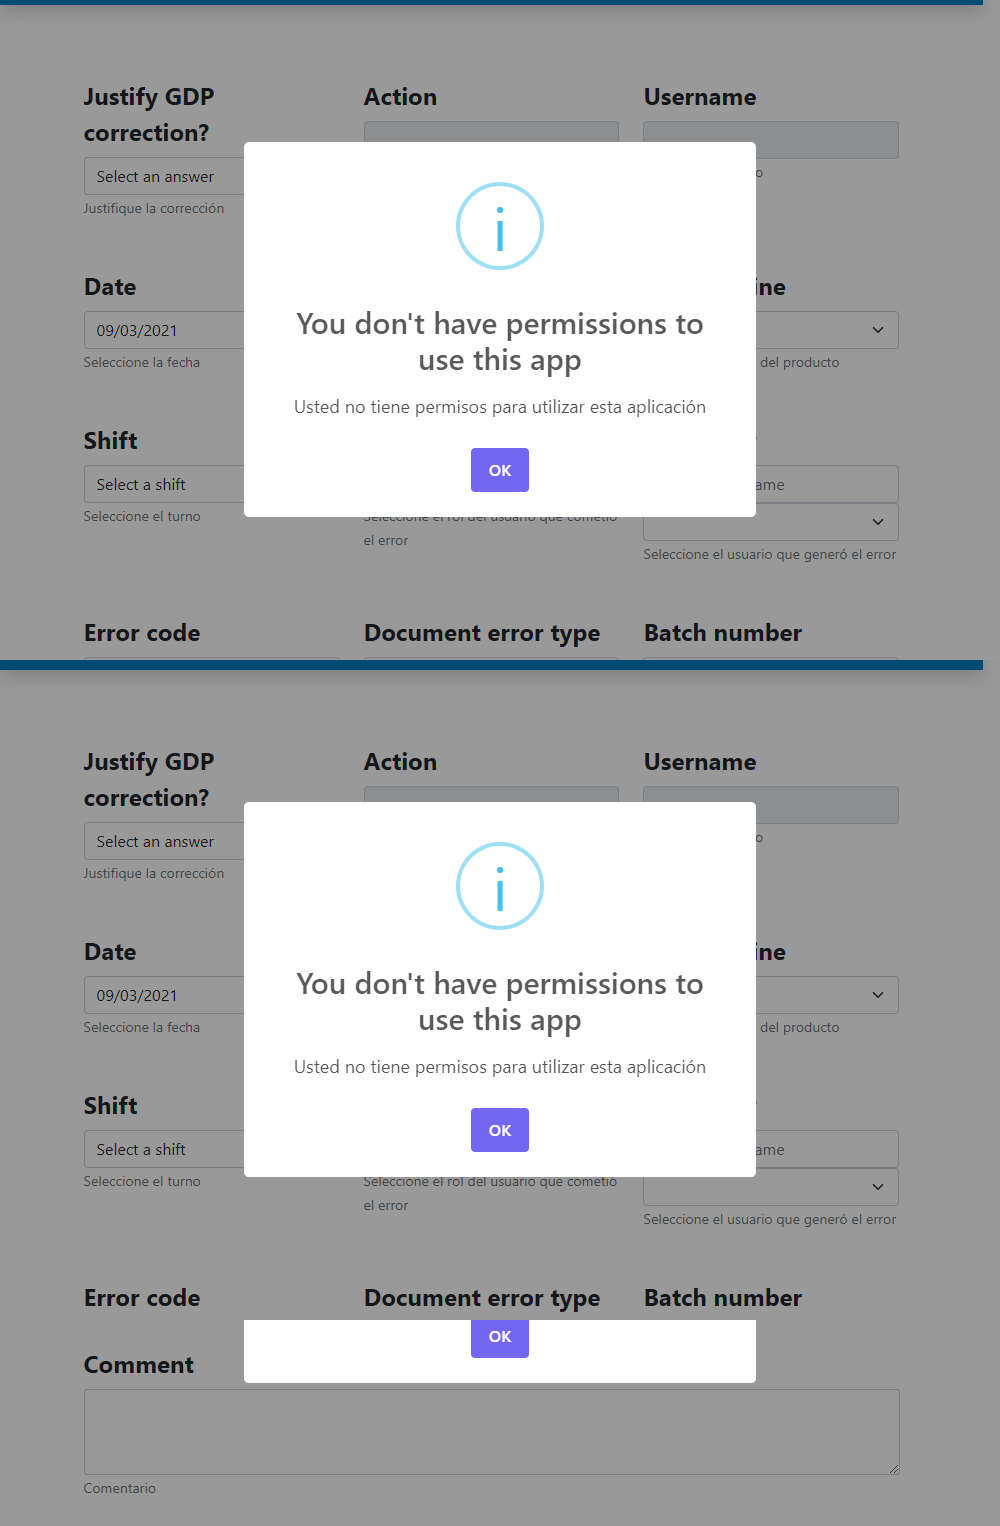 Justify GDP
correction?
Action
Username
Select an answer
Justifique la corrección
You don't have permissions to
use this app
Usted no tiene permisos para utilizar esta aplicación
OK
Date
09/03/2021
Seleccione la fecha
del producto
Shift
Select a shift
Seleccione el turno
Seleccione el rol del usuario que cometió
el error
Seleccione el usuario que generó el error
Error code
Document error type
Batch number
Justify GDP
correction?
Action
Username
Select an answer
Justifique la corrección
You don't have permissions to
use this app
Usted no tiene permisos para utilizar esta aplicación
OK
Date
09/03/2021
Seleccione la fecha
del producto
Shift
Select a shift
Seleccione el turno
Seleccione el rol del usuario que cometió
el error
Seleccione el usuario que generó el error
Error code
Document error type
Batch number
OK
Comment
Comentario